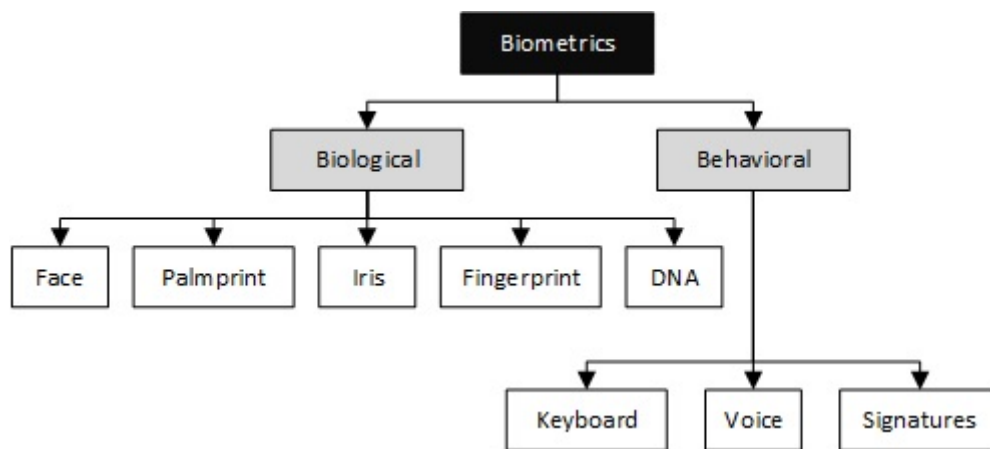 Biometrics
Biological
Behavioral
Face
Palmprint
Iris
Fingerprint
DNA
Keyboard
Voice
Signatures